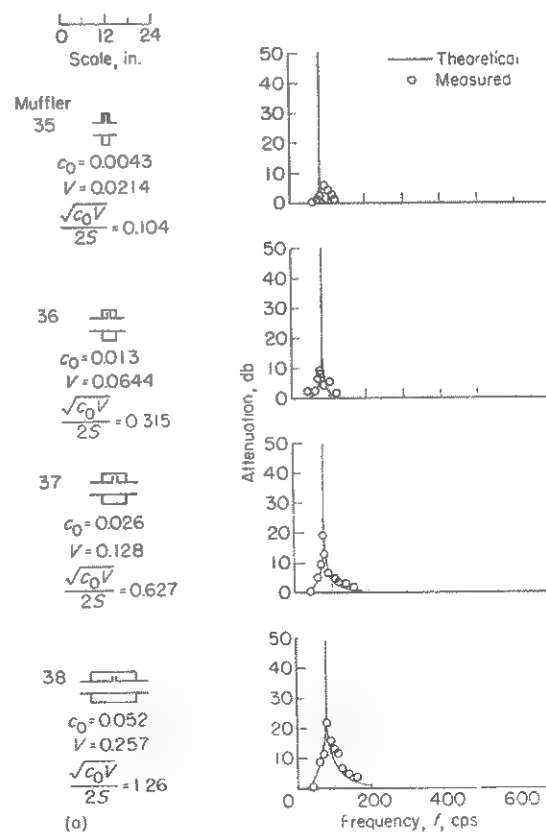 0 12 24
Scale, in.
Muffler
35
c0 = 0.0043
V = 0.0214
√c0V / 2S = 0.104
36
c0 = 0.013
V = 0.0644
√c0V / 2S = 0.315
37
c0 = 0.026
V = 0.128
√c0V / 2S = 0.627
38
c0 = 0.052
V = 0.257
√c0V / 2S = 1.26
(a)
Theoretical
Measured
50
40
30
20
10
0
50
40
30
20
10
0
Attenuation, db
50
40
30
20
10
0
50
40
30
20
10
0 200 400 600
Frequency, f, cps